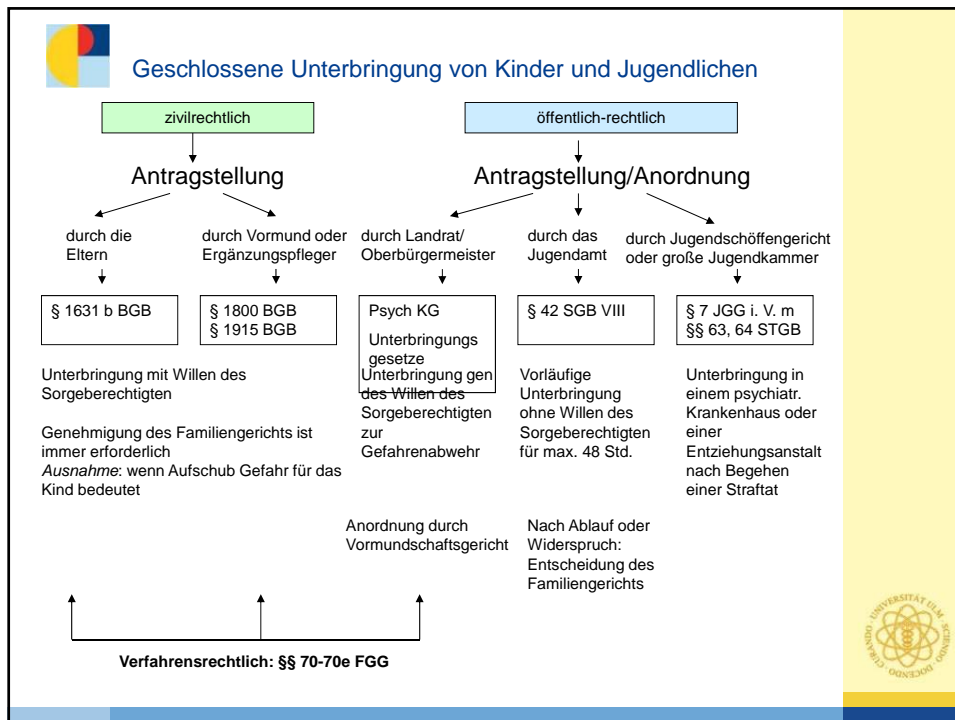 Geschlossene Unterbringung von Kinder und Jugendlichen
zivilrechtlich
öffentlich-rechtlich
Antragstellung
Antragstellung/Anordnung
durch die
Eltern
durch Vormund oder
Ergänzungspfleger
durch Landrat/
Oberbürgermeister
durch das
Jugendamt
durch Jugendschöffengericht
oder große Jugendkammer
§ 1631 b BGB
§ 1800 BGB
§ 1915 BGB
Psych KG
Unterbringungs
gesetze
§ 42 SGB VIII
§ 7 JGG i. V. m
§§ 63, 64 STGB
Unterbringung mit Willen des
Sorgeberechtigten
Genehmigung des Familiengerichts ist
immer erforderlich
Ausnahme: wenn Aufschub Gefahr für das
Kind bedeutet
Unterbringung gen
des Willen des
Sorgeberechtigten
zur
Gefahrenabwehr
Vorläufige
Unterbringung
ohne Willen des
Sorgeberechtigten
für max. 48 Std.
Unterbringung in
einem psychiatr.
Krankenhaus oder
einer
Entziehungsanstalt
nach Begehen
einer Straftat
Anordnung durch
Vormundschaftsgericht
Nach Ablauf oder
Widerspruch:
Entscheidung des
Familiengerichts
Verfahrensrechtlich: §§ 70-70e FGG
UNIVERSITÄT ULM · SCIENDO · DOCENDO · CURANDO ·